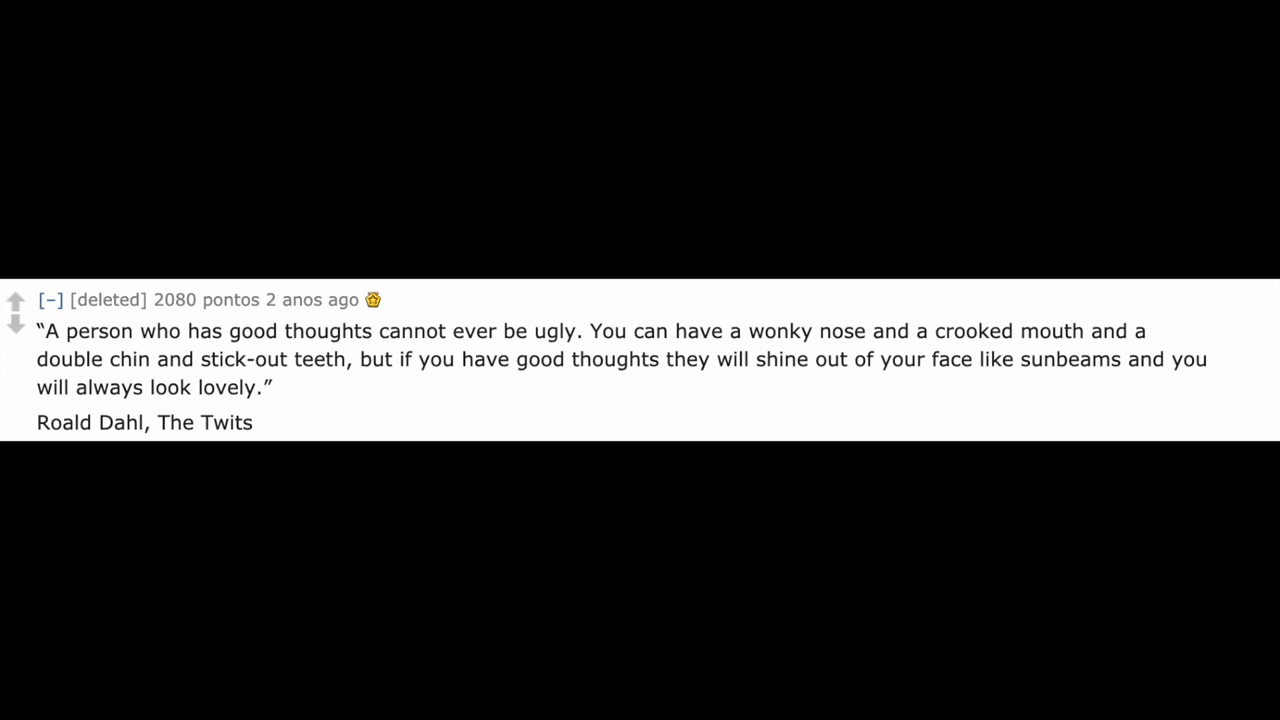 [–] [deleted] 2080 pontos 2 anos ago
“A person who has good thoughts cannot ever be ugly. You can have a wonky nose and a crooked mouth and a
double chin and stick-out teeth, but if you have good thoughts they will shine out of your face like sunbeams and you
will always look lovely.”
Roald Dahl, The Twits